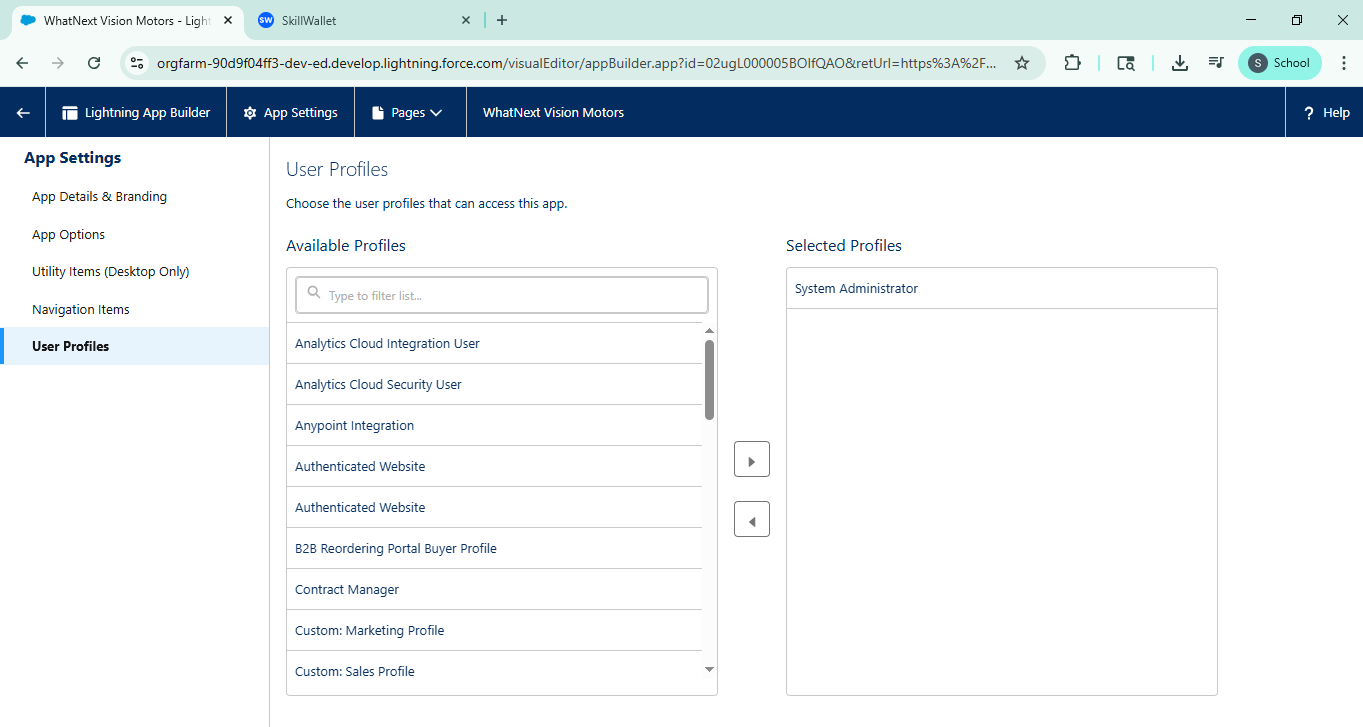 WhatNext Vision Motors - Light
SW SkillWallet
orgfarm-90d9f04ff3-dev-ed.develop.lightning.force.com/visualEditor/appBuilder.app?id=02ugL000005BOIfQAO&retUrl=https%3A%2F...
S School
Lightning App Builder
App Settings
Pages
WhatNext Vision Motors
? Help
App Settings
App Details & Branding
App Options
Utility Items (Desktop Only)
Navigation Items
User Profiles
User Profiles
Choose the user profiles that can access this app.
Available Profiles
Type to filter list...
Analytics Cloud Integration User
Analytics Cloud Security User
Anypoint Integration
Authenticated Website
Authenticated Website
B2B Reordering Portal Buyer Profile
Contract Manager
Custom: Marketing Profile
Custom: Sales Profile
Selected Profiles
System Administrator